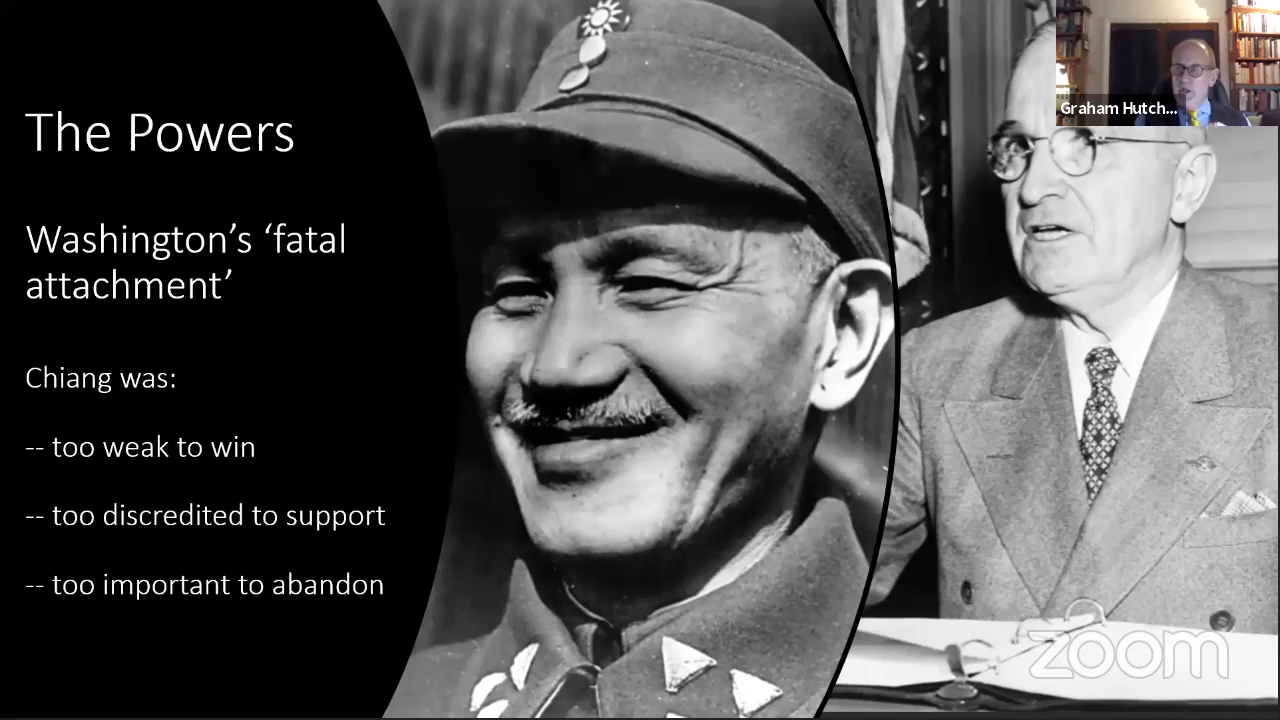 The Powers
Washington’s ‘fatal
attachment’
Chiang was:
-- too weak to win
-- too discredited to support
-- too important to abandon
Graham Hutch...
zoom